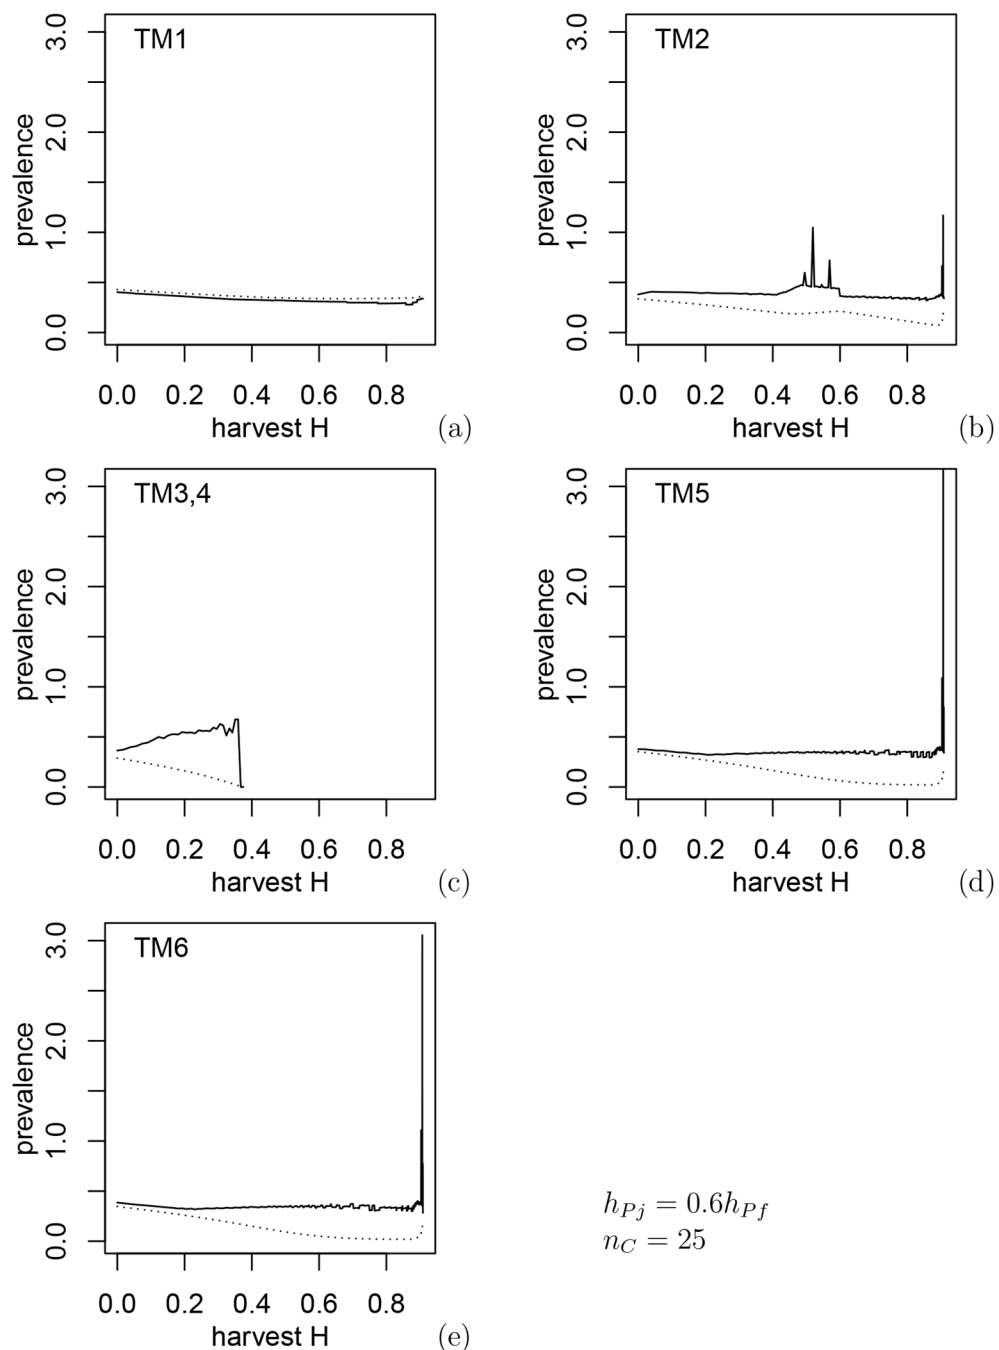 TM1
prevalence
0.0 1.0 2.0 3.0
0.0 0.2 0.4 0.6 0.8
harvest H
(a)
TM2
prevalence
0.0 1.0 2.0 3.0
0.0 0.2 0.4 0.6 0.8
harvest H
(b)
TM3,4
prevalence
0.0 1.0 2.0 3.0
0.0 0.2 0.4 0.6 0.8
harvest H
(c)
TM5
prevalence
0.0 1.0 2.0 3.0
0.0 0.2 0.4 0.6 0.8
harvest H
(d)
TM6
prevalence
0.0 1.0 2.0 3.0
0.0 0.2 0.4 0.6 0.8
harvest H
(e)
h_{Pj} = 0.6h_{Pf}
n_C = 25